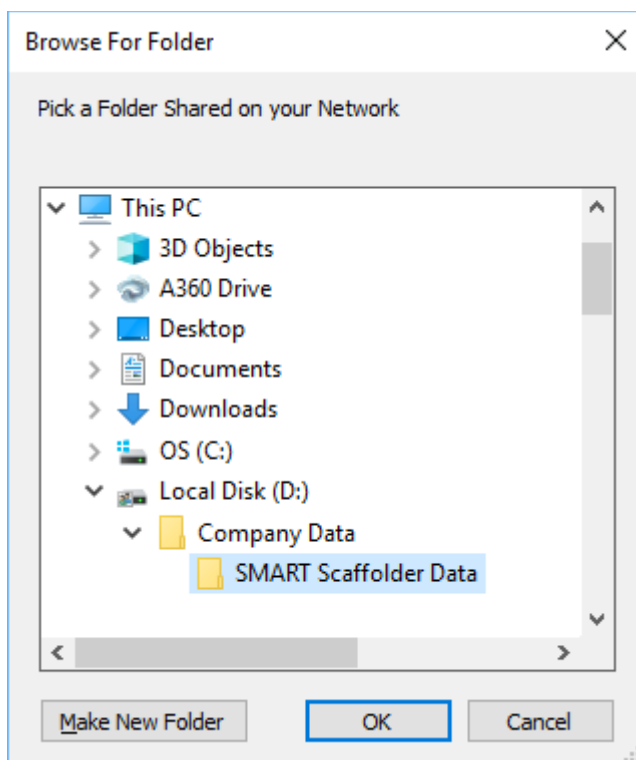 Browse For Folder
Pick a Folder Shared on your Network
This PC
3D Objects
A360 Drive
Desktop
Documents
Downloads
OS (C:)
Local Disk (D:)
Company Data
SMART Scaffolder Data
Make New Folder OK Cancel